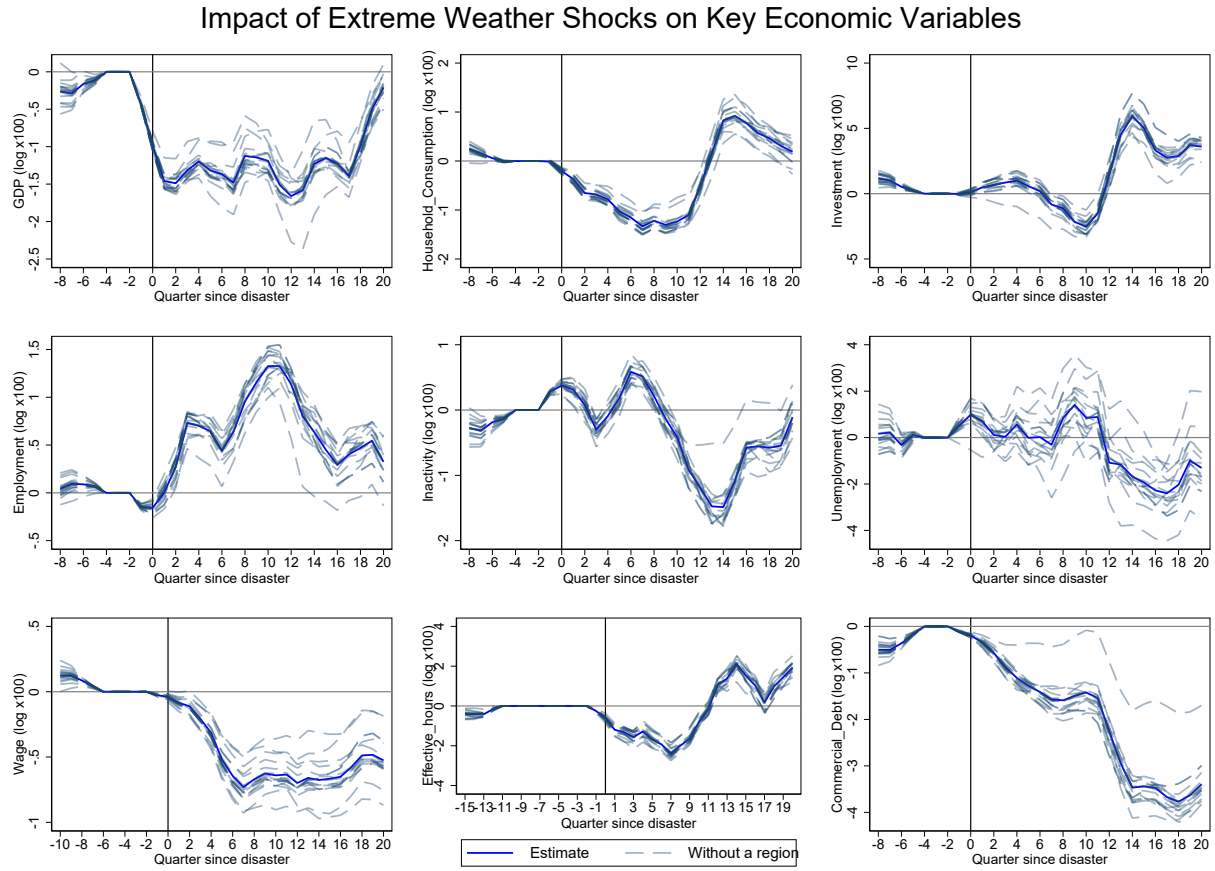 Impact of Extreme Weather Shocks on Key Economic Variables
GDP (log x100)
0
-.5
-1
-1.5
-2
-2.5
-8 -6 -4 -2 0 2 4 6 8 10 12 14 16 18 20
Quarter since disaster
Household_Consumption (log x100)
2
1
0
-1
-2
-8 -6 -4 -2 0 2 4 6 8 10 12 14 16 18 20
Quarter since disaster
Investment (log x100)
10
5
0
-5
-8 -6 -4 -2 0 2 4 6 8 10 12 14 16 18 20
Quarter since disaster
Employment (log x100)
1.5
1
.5
0
-.5
-8 -6 -4 -2 0 2 4 6 8 10 12 14 16 18 20
Quarter since disaster
Inactivity (log x100)
1
0
-1
-2
-8 -6 -4 -2 0 2 4 6 8 10 12 14 16 18 20
Quarter since disaster
Unemployment (log x100)
4
2
0
-2
-4
-8 -6 -4 -2 0 2 4 6 8 10 12 14 16 18 20
Quarter since disaster
Wage (log x100)
.5
0
-.5
-1
-10 -8 -6 -4 -2 0 2 4 6 8 10 12 14 16 18 20
Quarter since disaster
Effective_hours (log x100)
4
2
0
-2
-4
-15 -13 -11 -9 -7 -5 -3 -1 1 3 5 7 9 11 13 15 17 19
Quarter since disaster
Commercial_Debt (log x100)
0
-1
-2
-3
-4
-8 -6 -4 -2 0 2 4 6 8 10 12 14 16 18 20
Quarter since disaster
Estimate Without a region